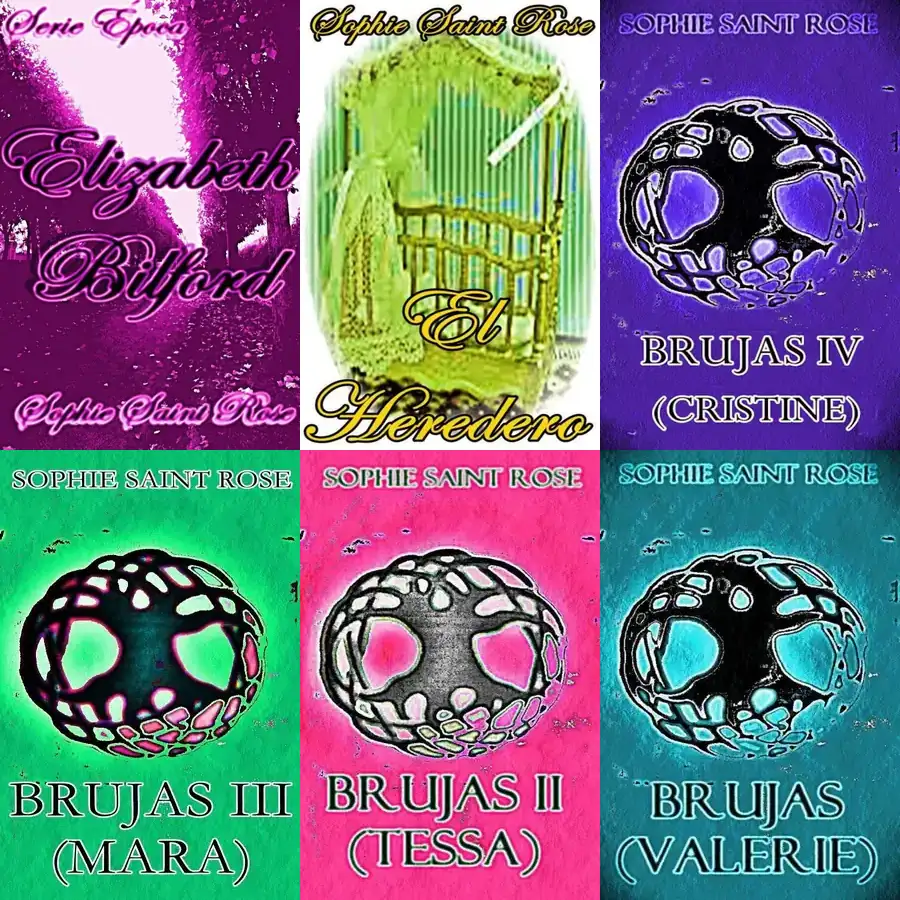 Serie Época
Elizabeth
Bilford
Sophie Saint Rose
Sophie Saint Rose
El
Heredero
SOPHIE SAINT ROSE
BRUJAS IV
(CRISTINE)
SOPHIE SAINT ROSE
BRUJAS III
(MARA)
SOPHIE SAINT ROSE
BRUJAS II
(TESSA)
SOPHIE SAINT ROSE
BRUJAS
(VALERIE)